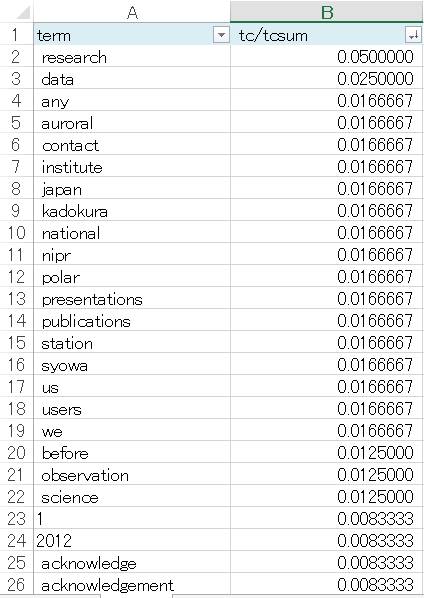 A B
1 term tc/tcsum
2 research 0.0500000
3 data 0.0250000
4 any 0.0166667
5 auroral 0.0166667
6 contact 0.0166667
7 institute 0.0166667
8 japan 0.0166667
9 kadokura 0.0166667
10 national 0.0166667
11 nipr 0.0166667
12 polar 0.0166667
13 presentations 0.0166667
14 publications 0.0166667
15 station 0.0166667
16 syowa 0.0166667
17 us 0.0166667
18 users 0.0166667
19 we 0.0166667
20 before 0.0125000
21 observation 0.0125000
22 science 0.0125000
23 1 0.0083333
24 2012 0.0083333
25 acknowledge 0.0083333
26 acknowledgement 0.0083333